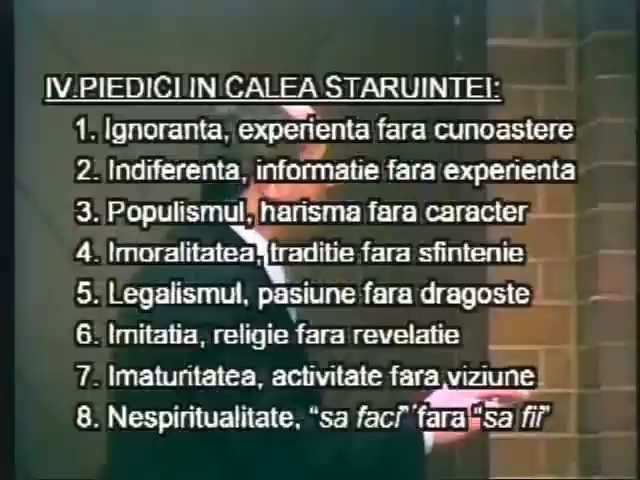 IV.PIEDICI IN CALEA STARUINTEI:
1. Ignoranta, experienta fara cunoastere
2. Indiferenta, informatie fara experienta
3. Populismul, harisma fara caracter
4. Imoralitatea, traditie fara sfintenie
5. Legalismul, pasiune fara dragoste
6. Imitatia, religie fara revelatie
7. Imaturitatea, activitate fara viziune
8. Nespiritualitate, “sa faci” fara “sa fii”